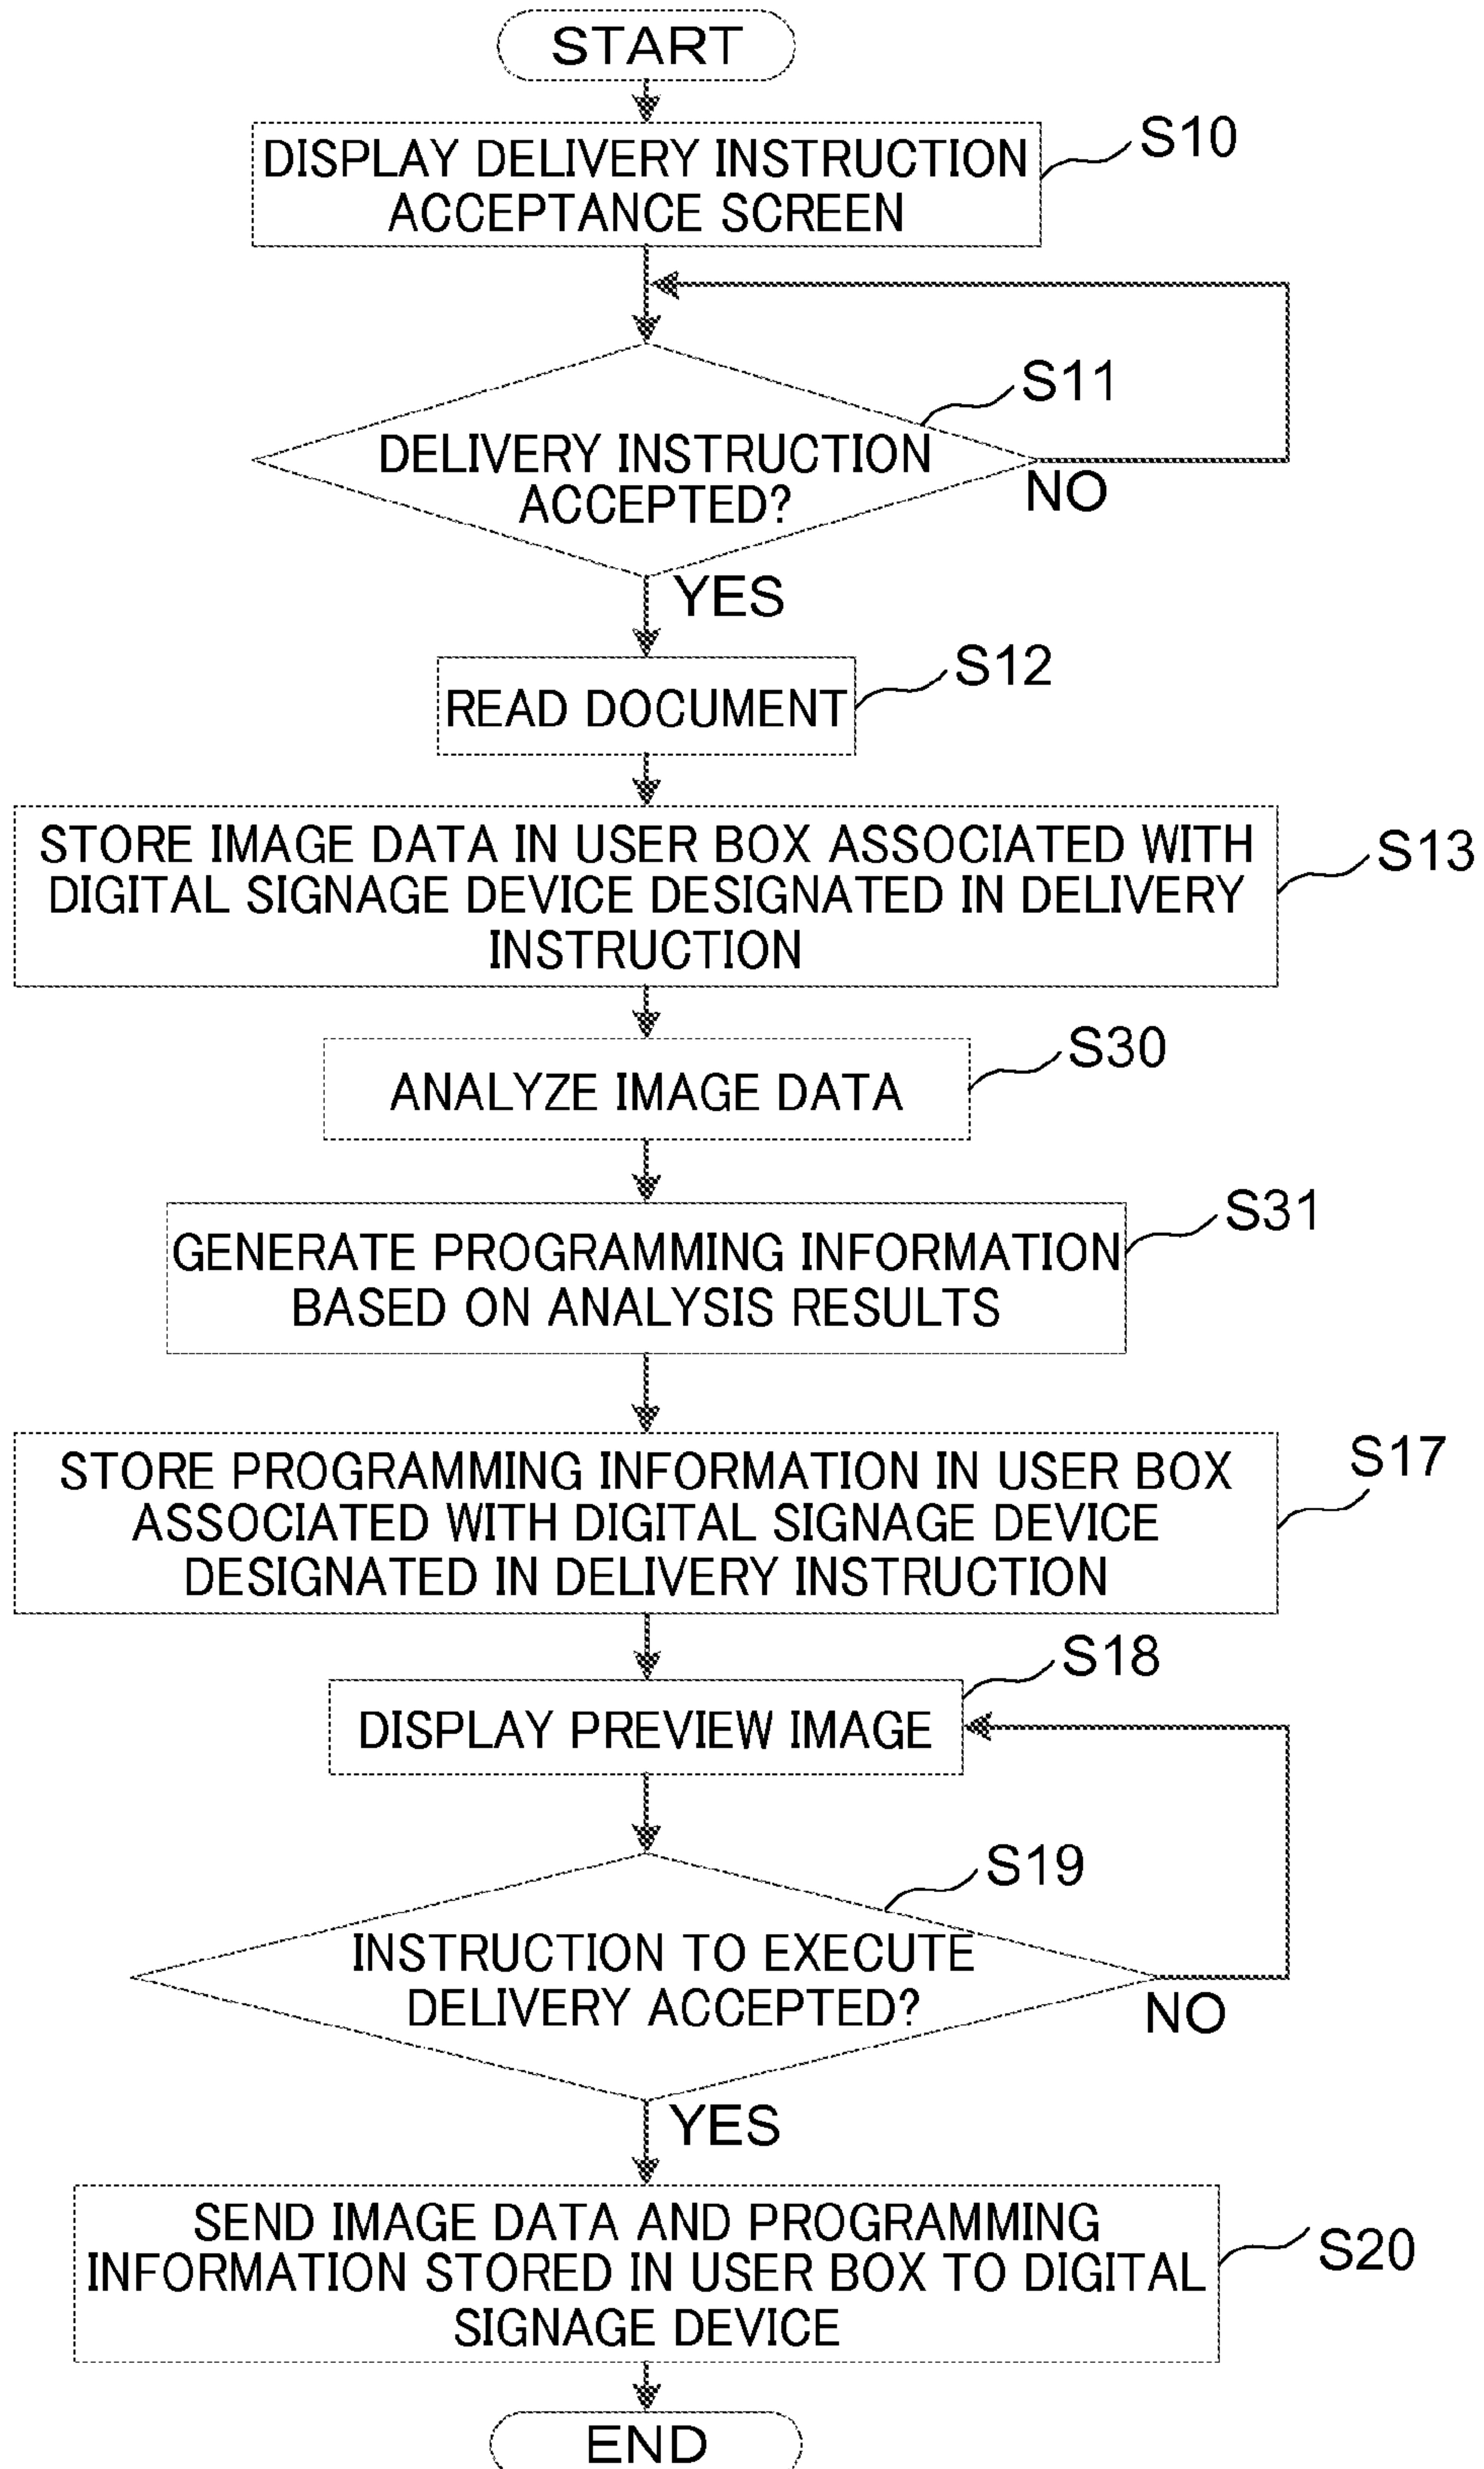 START
S10
DISPLAY DELIVERY INSTRUCTION
ACCEPTANCE SCREEN
S11
DELIVERY INSTRUCTION
ACCEPTED?
NO
YES
S12
READ DOCUMENT
S13
STORE IMAGE DATA IN USER BOX ASSOCIATED WITH
DIGITAL SIGNAGE DEVICE DESIGNATED IN DELIVERY
INSTRUCTION
S30
ANALYZE IMAGE DATA
S31
GENERATE PROGRAMMING INFORMATION
BASED ON ANALYSIS RESULTS
S17
STORE PROGRAMMING INFORMATION IN USER BOX
ASSOCIATED WITH DIGITAL SIGNAGE DEVICE
DESIGNATED IN DELIVERY INSTRUCTION
S18
DISPLAY PREVIEW IMAGE
S19
INSTRUCTION TO EXECUTE
DELIVERY ACCEPTED?
NO
YES
S20
SEND IMAGE DATA AND PROGRAMMING
INFORMATION STORED IN USER BOX TO DIGITAL
SIGNAGE DEVICE
END